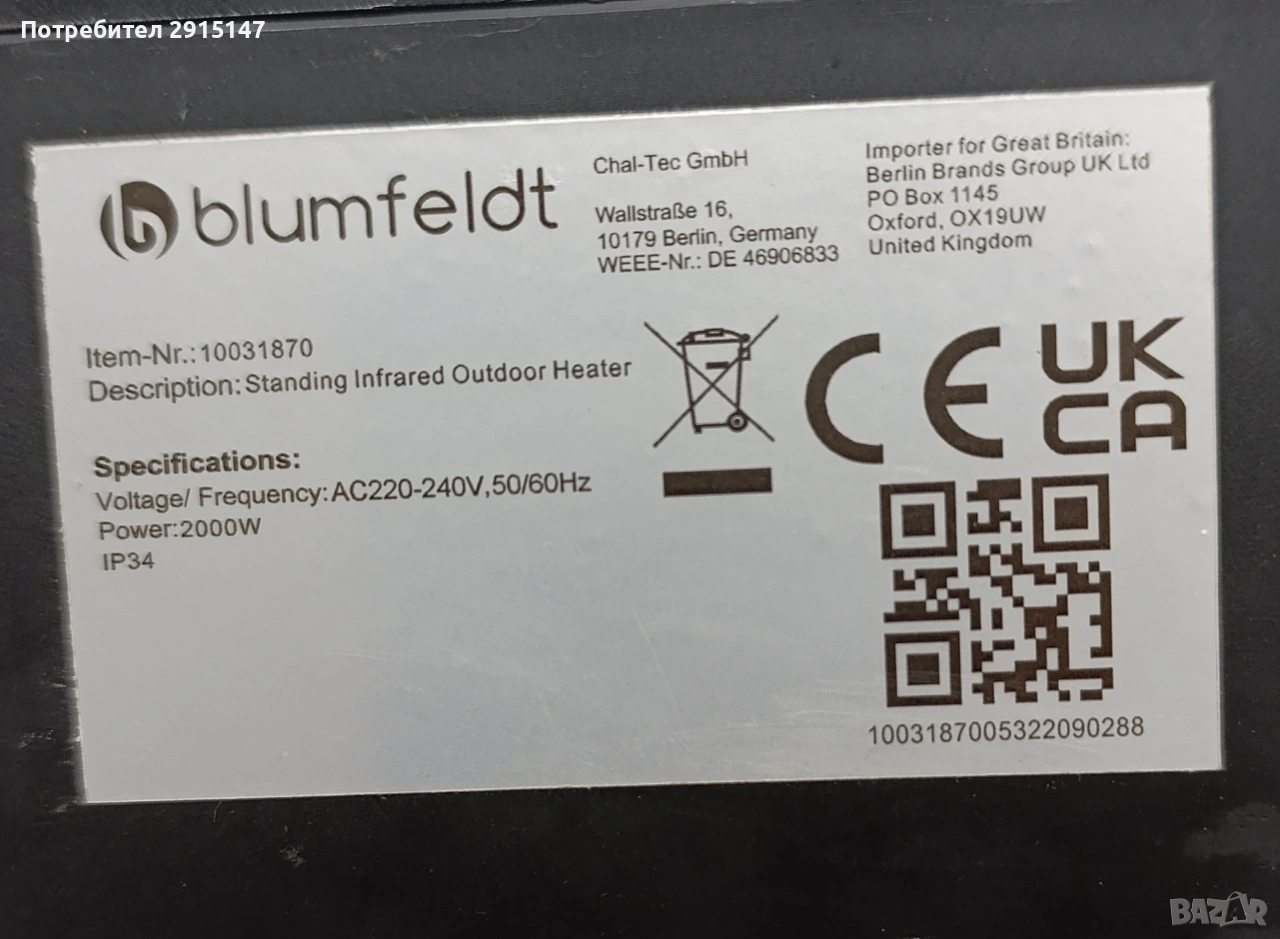 Потребител 2915147
blumfeldt
Chal-Tec GmbH
Wallstraße 16,
10179 Berlin, Germany
WEEE-Nr.: DE 46906833
Importer for Great Britain:
Berlin Brands Group UK Ltd
PO Box 1145
Oxford, OX19UW
United Kingdom
Item-Nr.:10031870
Description: Standing Infrared Outdoor Heater
Specifications:
Voltage/ Frequency:AC220-240V,50/60Hz
Power:2000W
IP34
CE
UK
CA
1003187005322090288
BAZAR